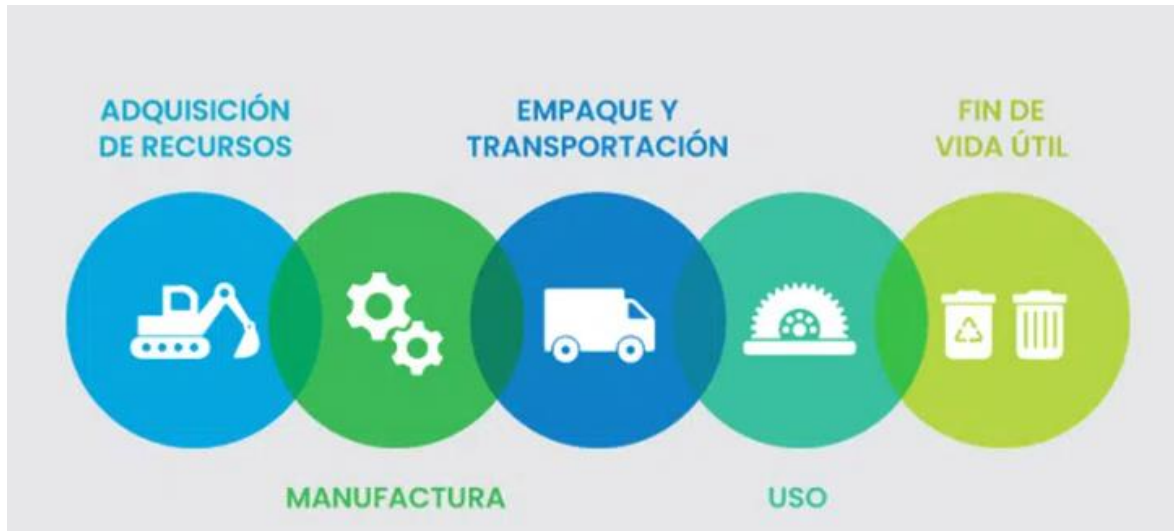 ADQUISICIÓN
DE RECURSOS
EMPAQUE Y
TRANSPORTACIÓN
FIN DE
VIDA ÚTIL
MANUFACTURA
USO